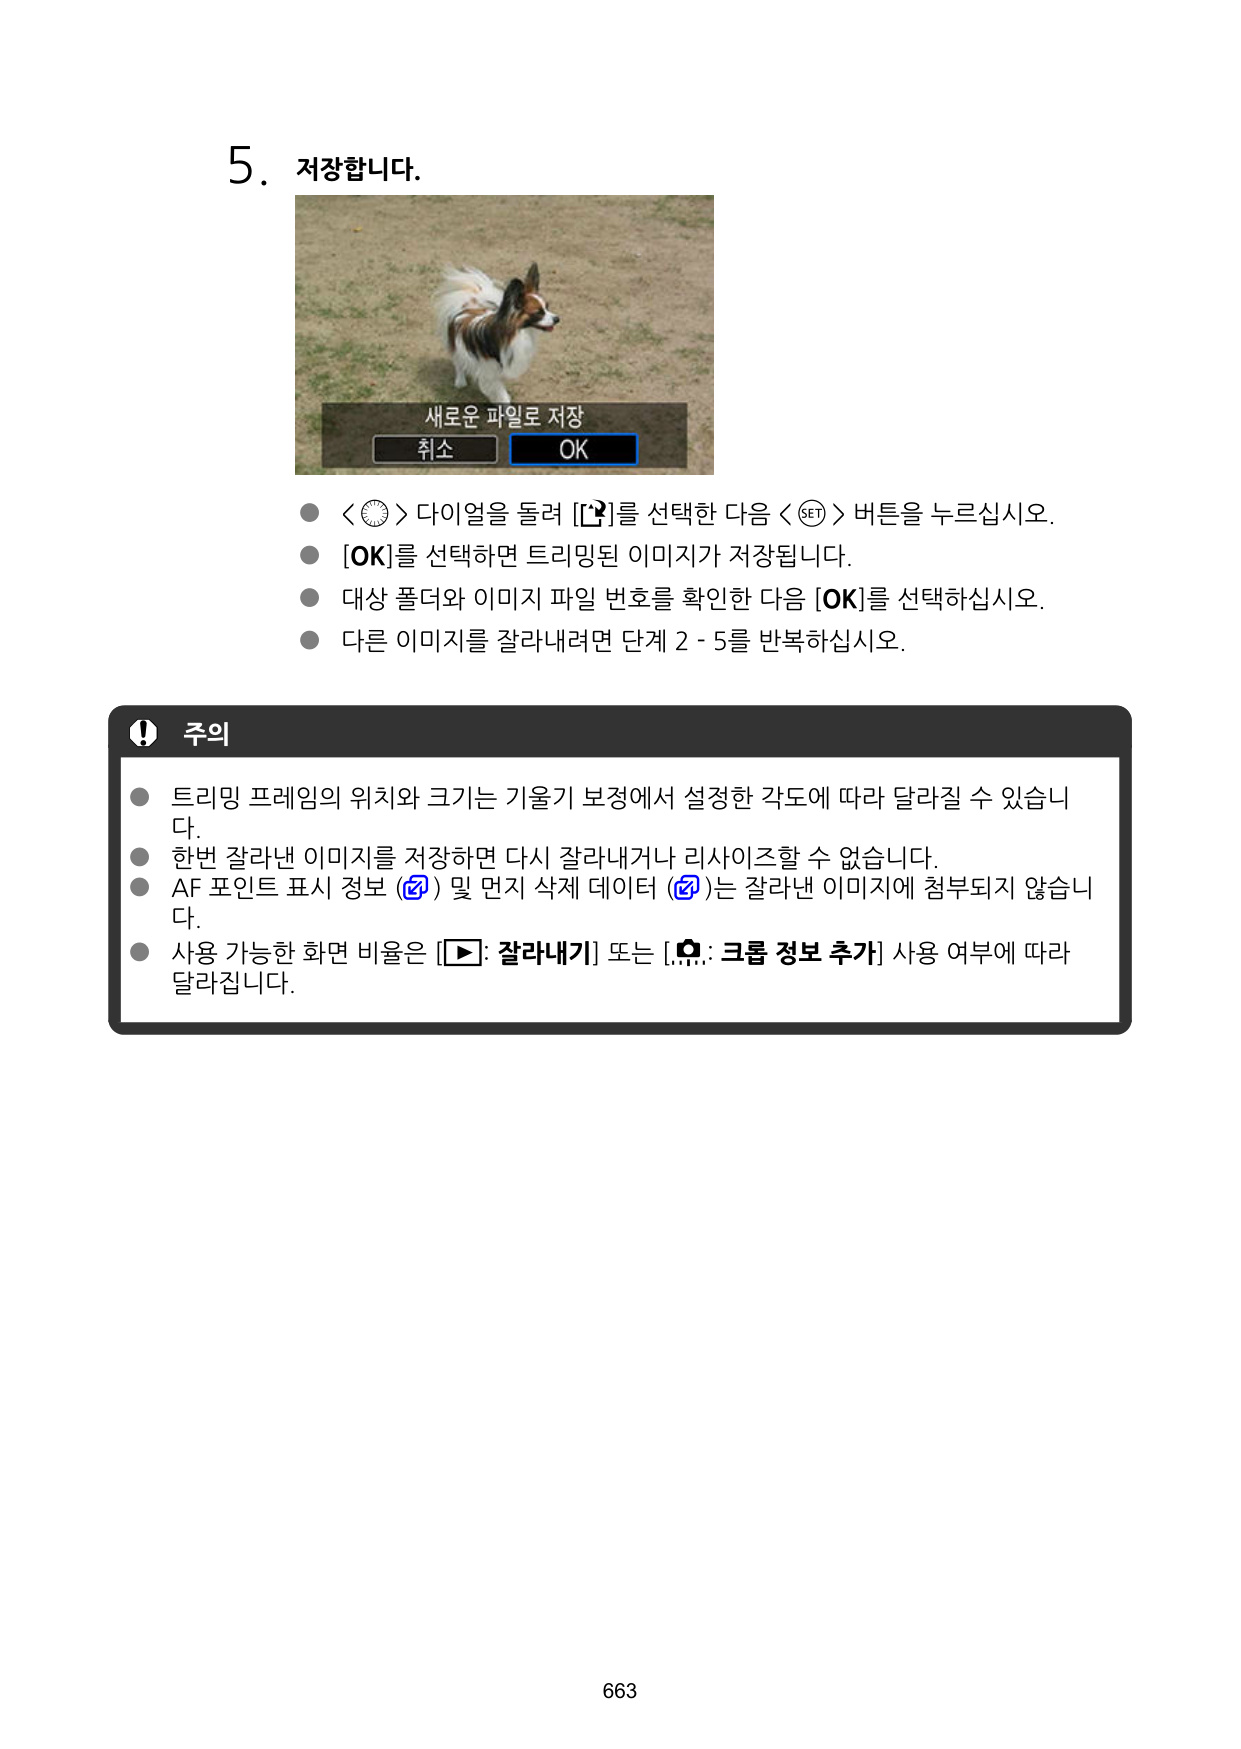 5. 저장합니다.
새로운 파일로 저장
취소 OK
● < > 다이얼을 돌려 [ ]를 선택한 다음 < SET > 버튼을 누르십시오.
● [OK]를 선택하면 트리밍된 이미지가 저장됩니다.
● 대상 폴더와 이미지 파일 번호를 확인한 다음 [OK]를 선택하십시오.
● 다른 이미지를 잘라내려면 단계 2 - 5를 반복하십시오.
주의
● 트리밍 프레임의 위치와 크기는 기울기 보정에서 설정한 각도에 따라 달라질 수 있습니
다.
● 한번 잘라낸 이미지를 저장하면 다시 잘라내거나 리사이즈할 수 없습니다.
● AF 포인트 표시 정보 ( ) 및 먼지 삭제 데이터 ( )는 잘라낸 이미지에 첨부되지 않습니
다.
● 사용 가능한 화면 비율은 [ : 잘라내기] 또는 [ : 크롭 정보 추가] 사용 여부에 따라
달라집니다.
663